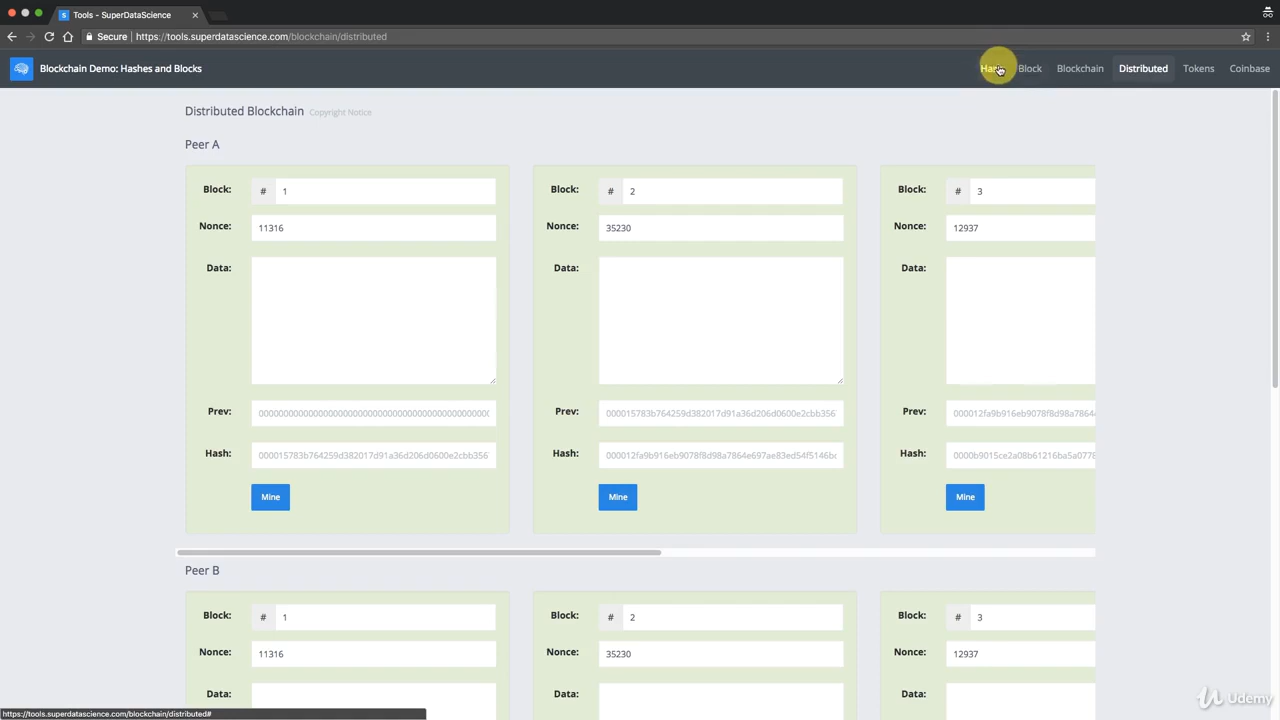 Tools - SuperDataScience
Secure https://tools.superdatascience.com/blockchain/distributed
Blockchain Demo: Hashes and Blocks Hash Block Blockchain Distributed Tokens Coinbase
Distributed Blockchain Copyright Notice
Peer A
Block: # 1 Block: # 2 Block: # 3
Nonce: 11316 Nonce: 35230 Nonce: 12937
Data: Data: Data:
Prev: Prev: 000015783b764259d382017d91a36d206d0600e2cbb356 Prev: 000012fa9b916eb9078f8d98a7864
Hash: 000015783b764259d382017d91a36d206d0600e2cbb356 Hash: 000012fa9b916eb9078f8d98a7864e697ae83ed54f5146bc Hash: 0000b9015ce2a08b61216ba5a0778
Mine Mine Mine
Peer B
Block: # 1 Block: # 2 Block: # 3
Nonce: 11316 Nonce: 35230 Nonce: 12937
Data: Data: Data:
https://tools.superdatascience.com/blockchain/distributed#
Udemy